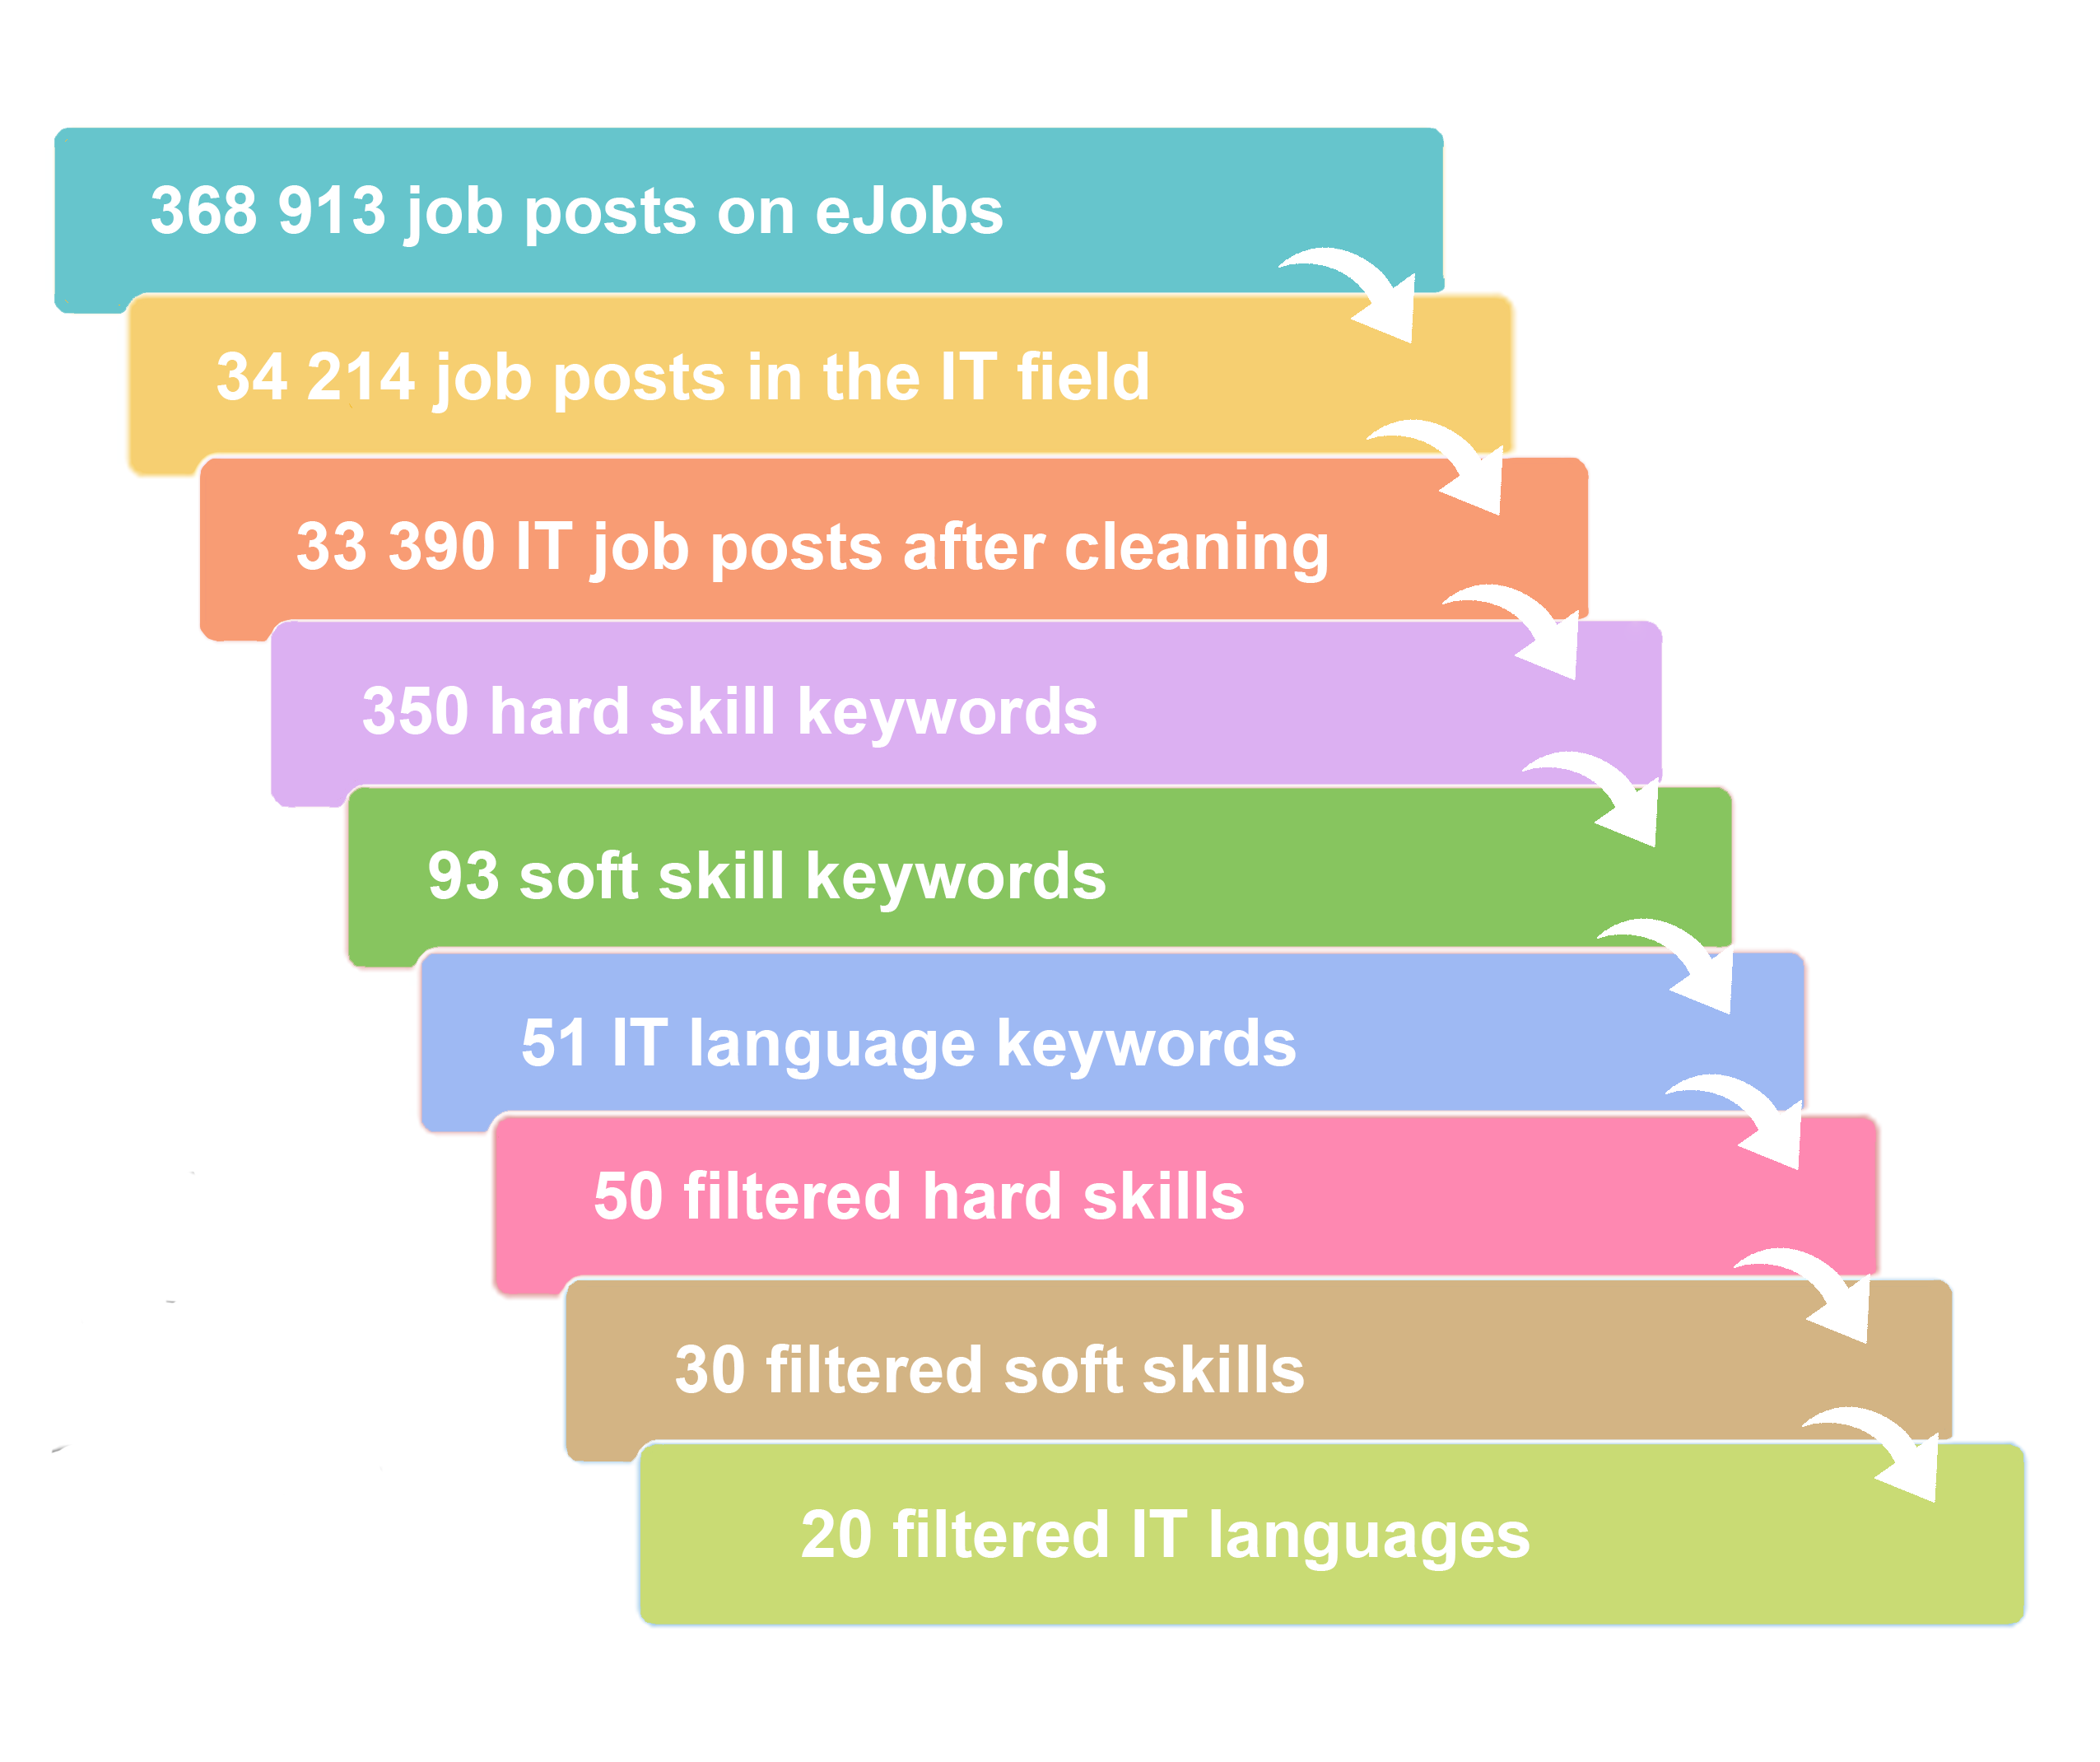 368 913 job posts on eJobs
34 214 job posts in the IT field
33 390 IT job posts after cleaning
350 hard skill keywords
93 soft skill keywords
51 IT language keywords
50 filtered hard skills
30 filtered soft skills
20 filtered IT languages